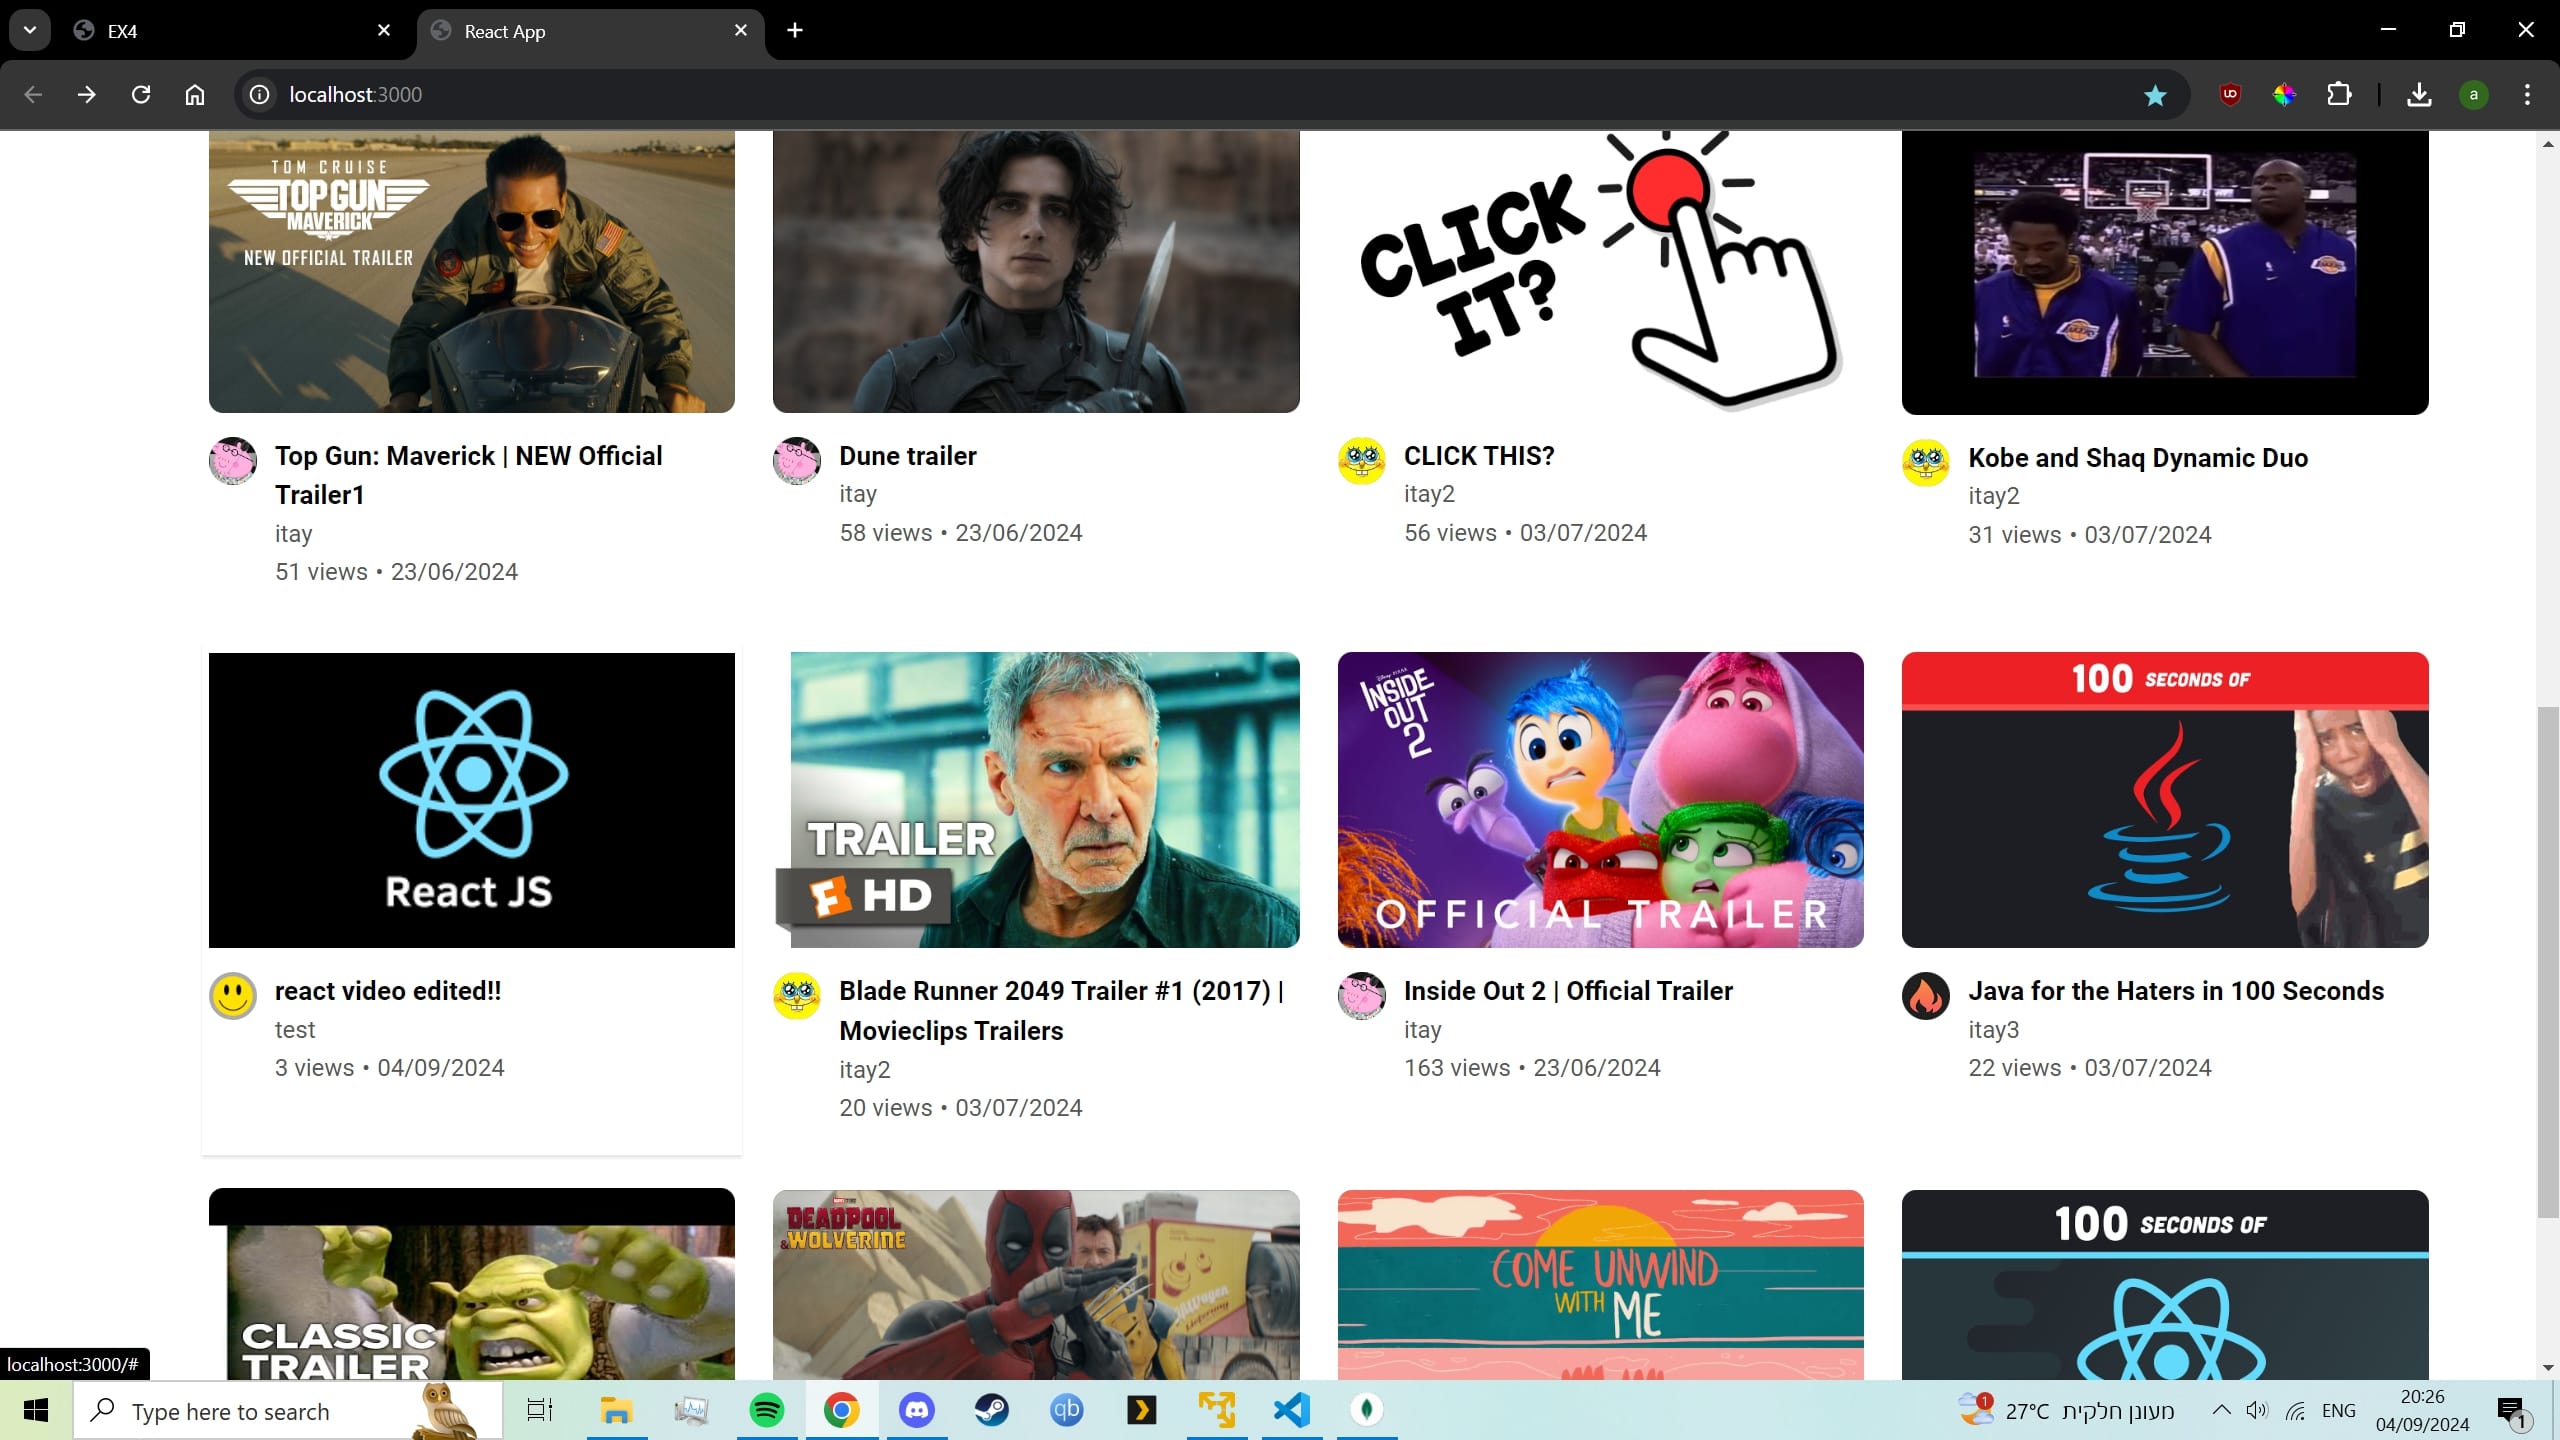 EX4
React App
localhost:3000
a
TOM CRUISE
TOP GUN
MAVERICK
NEW OFFICIAL TRAILER
CLICK
IT?
Top Gun: Maverick | NEW Official
Trailer1
itay
51 views • 23/06/2024
Dune trailer
itay
58 views • 23/06/2024
CLICK THIS?
itay2
56 views • 03/07/2024
Kobe and Shaq Dynamic Duo
itay2
31 views • 03/07/2024
React JS
TRAILER
F HD
INSIDE
OUT
2
OFFICIAL TRAILER
100 SECONDS OF
react video edited!!
test
3 views • 04/09/2024
Blade Runner 2049 Trailer #1 (2017) |
Movieclips Trailers
itay2
20 views • 03/07/2024
Inside Out 2 | Official Trailer
itay
163 views • 23/06/2024
Java for the Haters in 100 Seconds
itay3
22 views • 03/07/2024
CLASSIC
TRAILER
DEADPOOL
& WOLVERINE
COME UNWIND
WITH ME
100 SECONDS OF
localhost:3000/#
Type here to search
qb
1
27°C מעונן חלקית
ENG
20:26
04/09/2024
1